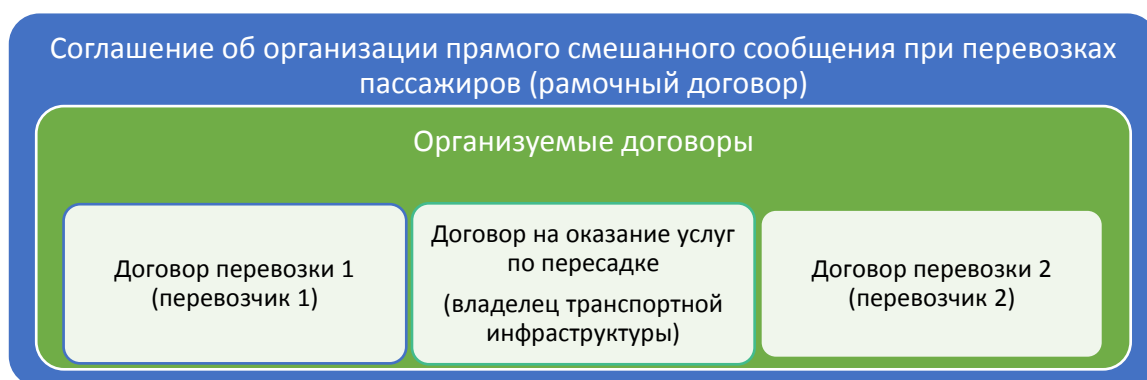 Соглашение об организации прямого смешанного сообщения при перевозках
пассажиров (рамочный договор)
Организуемые договоры
Договор перевозки 1
(перевозчик 1)
Договор на оказание услуг
по пересадке
(владелец транспортной
инфраструктуры)
Договор перевозки 2
(перевозчик 2)